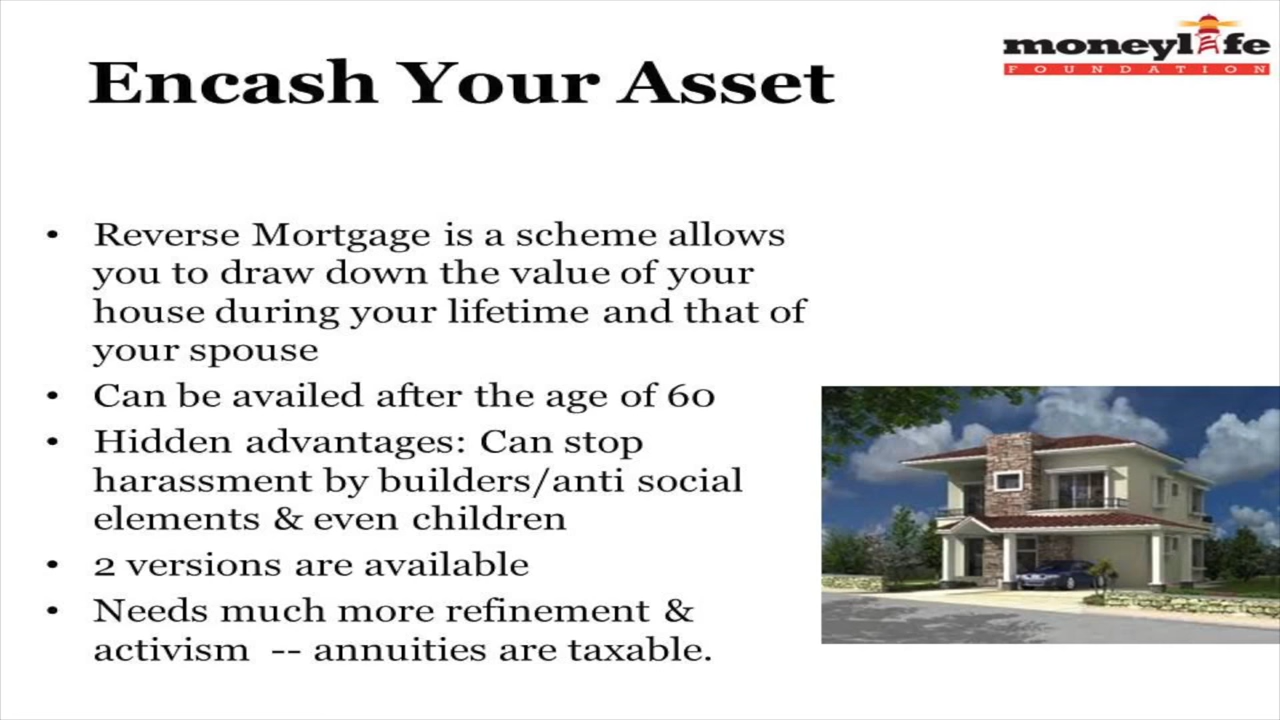 moneylife
FOUNDATION
Encash Your Asset
• Reverse Mortgage is a scheme allows
you to draw down the value of your
house during your lifetime and that of
your spouse
• Can be availed after the age of 60
• Hidden advantages: Can stop
harassment by builders/anti social
elements & even children
• 2 versions are available
• Needs much more refinement &
activism -- annuities are taxable.